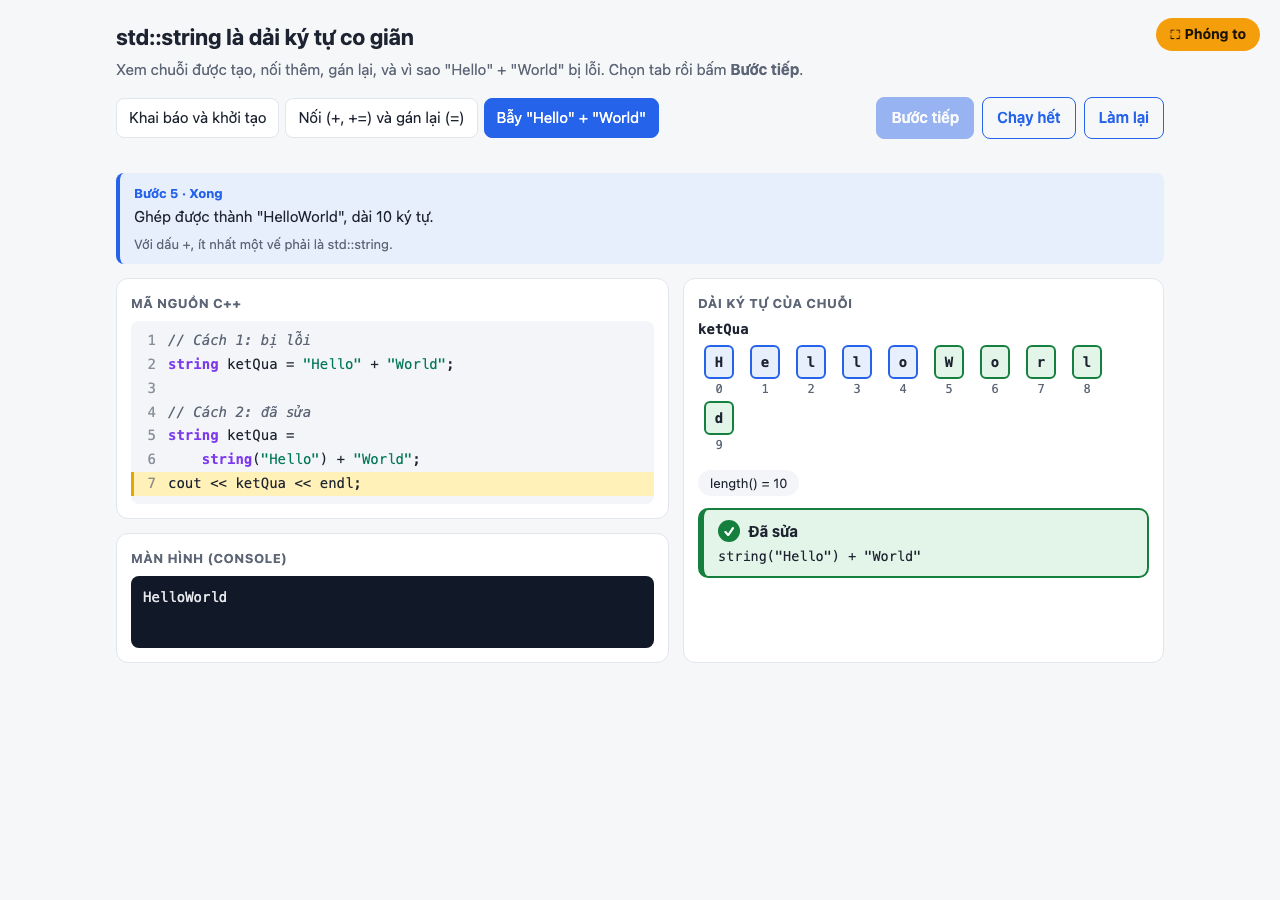 std::string là dải ký tự co giãn
⛶ Phóng to
Xem chuỗi được tạo, nối thêm, gán lại, và vì sao "Hello" + "World" bị lỗi. Chọn tab rồi bấm Bước tiếp.
Khai báo và khởi tạo
Nối (+, +=) và gán lại (=)
Bẫy "Hello" + "World"
Bước tiếp
Chạy hết
Làm lại
Bước 5 · Xong
Ghép được thành "HelloWorld", dài 10 ký tự.
Với dấu +, ít nhất một vế phải là std::string.
MÃ NGUỒN C++
1 // Cách 1: bị lỗi
2 string ketQua = "Hello" + "World";
3
4 // Cách 2: đã sửa
5 string ketQua =
6     string("Hello") + "World";
7 cout << ketQua << endl;
MÀN HÌNH (CONSOLE)
HelloWorld
DẢI KÝ TỰ CỦA CHUỖI
ketQua
H e l l o W o r l
0 1 2 3 4 5 6 7 8
d
9
length() = 10
Đã sửa
string("Hello") + "World"